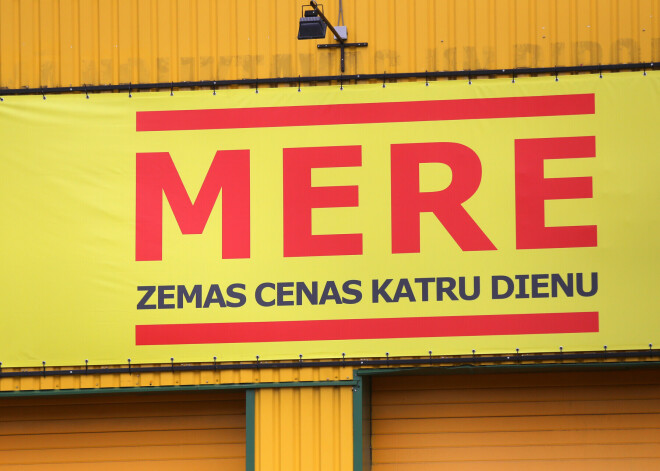 MERE
ZEMAS CENAS KATRU DIENU